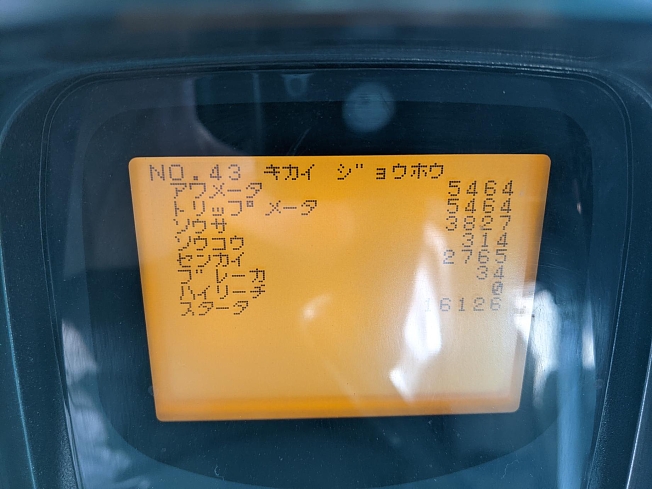 NO.43 キカイ ジョウホウ
アワメータ 5464
トリップメータ 5464
ソウサ 3827
ソウコウ 314
センカイ 2765
ブレーカ 34
ハイリーチ 0
スタータ 16126